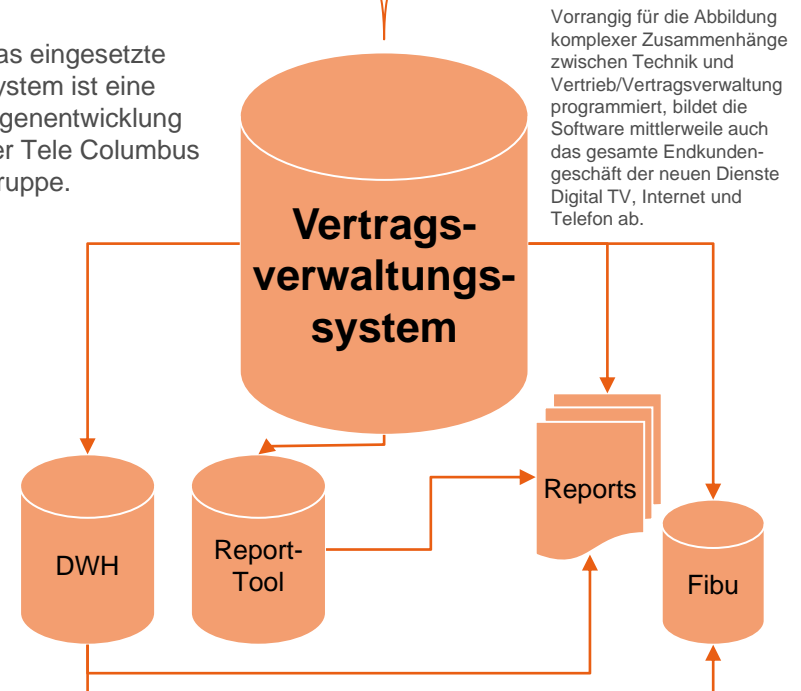 as eingesetzte
ystem ist eine
genentwicklung
er Tele Columbus
ruppe.
Vorrangig für die Abbildung
komplexer Zusammenhänge
zwischen Technik und
Vertrieb/Vertragsverwaltung
programmiert, bildet die
Software mittlerweile auch
das gesamte Endkunden-
geschäft der neuen Dienste
Digital TV, Internet und
Telefon ab.
Vertrags-
verwaltungs-
system
DWH
Report-
Tool
Reports
Fibu